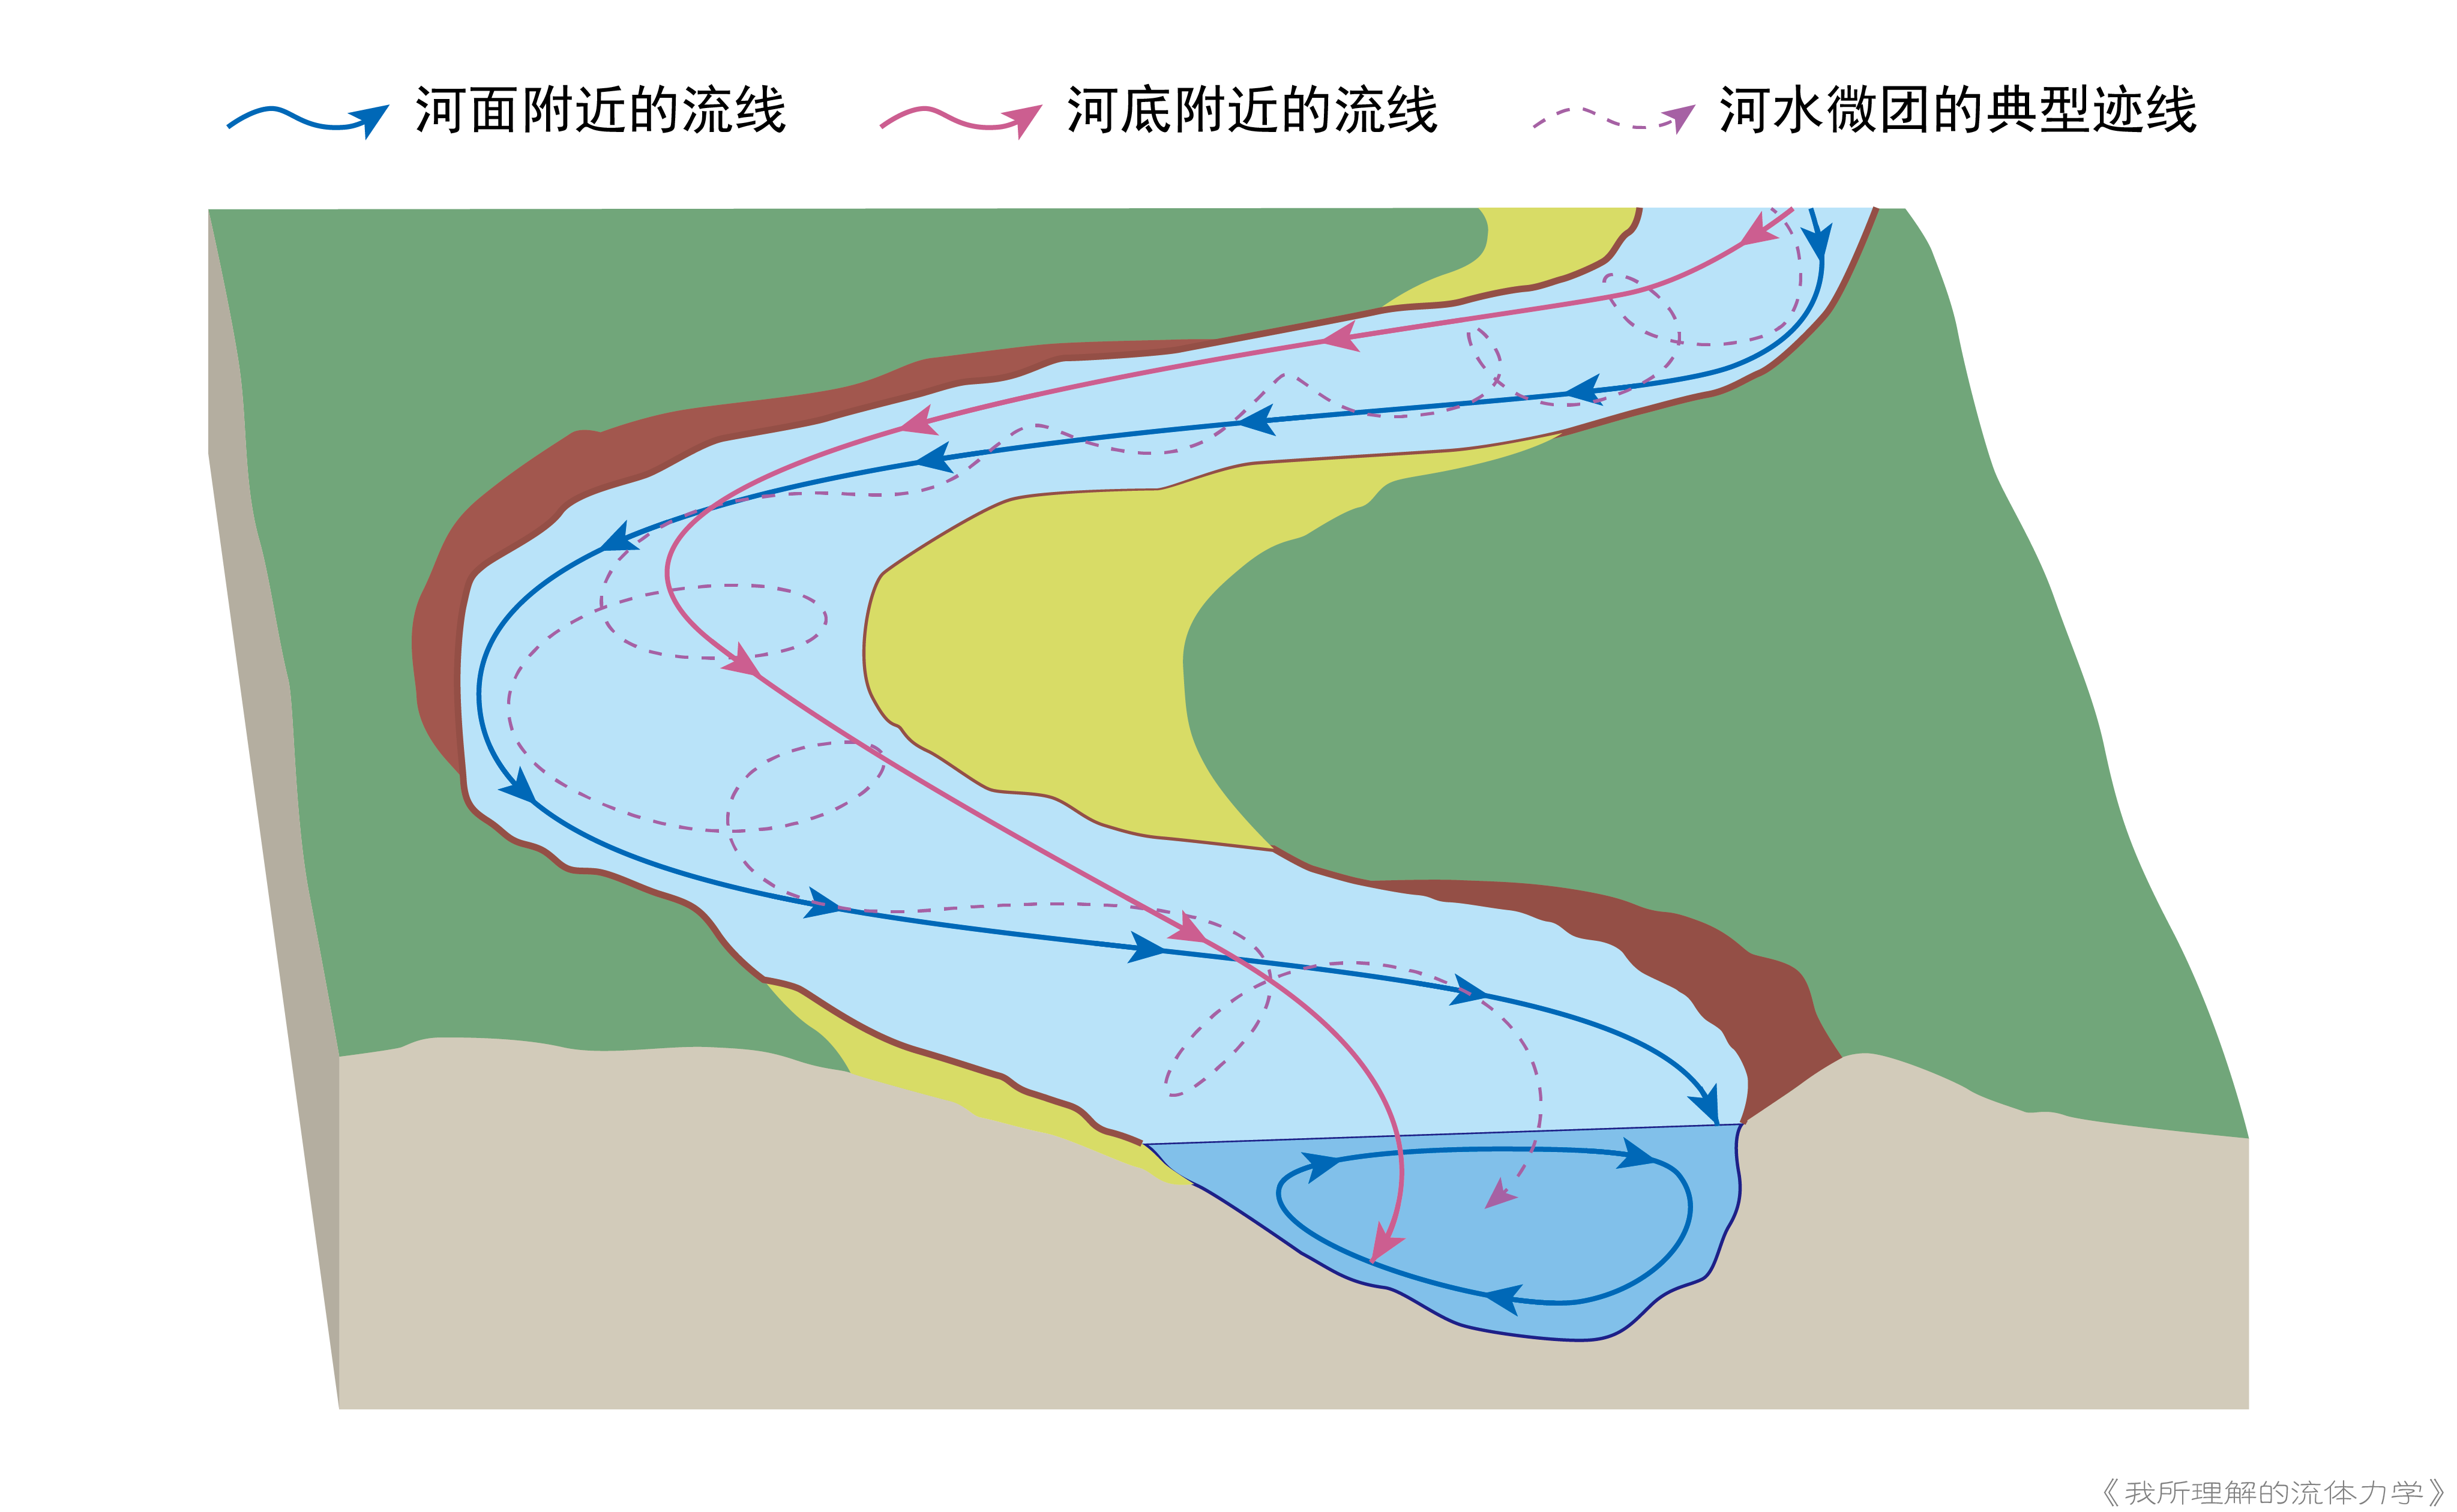 河面附近的流线
河底附近的流线
河水微团的典型迹线
《我所理解的流体力学》